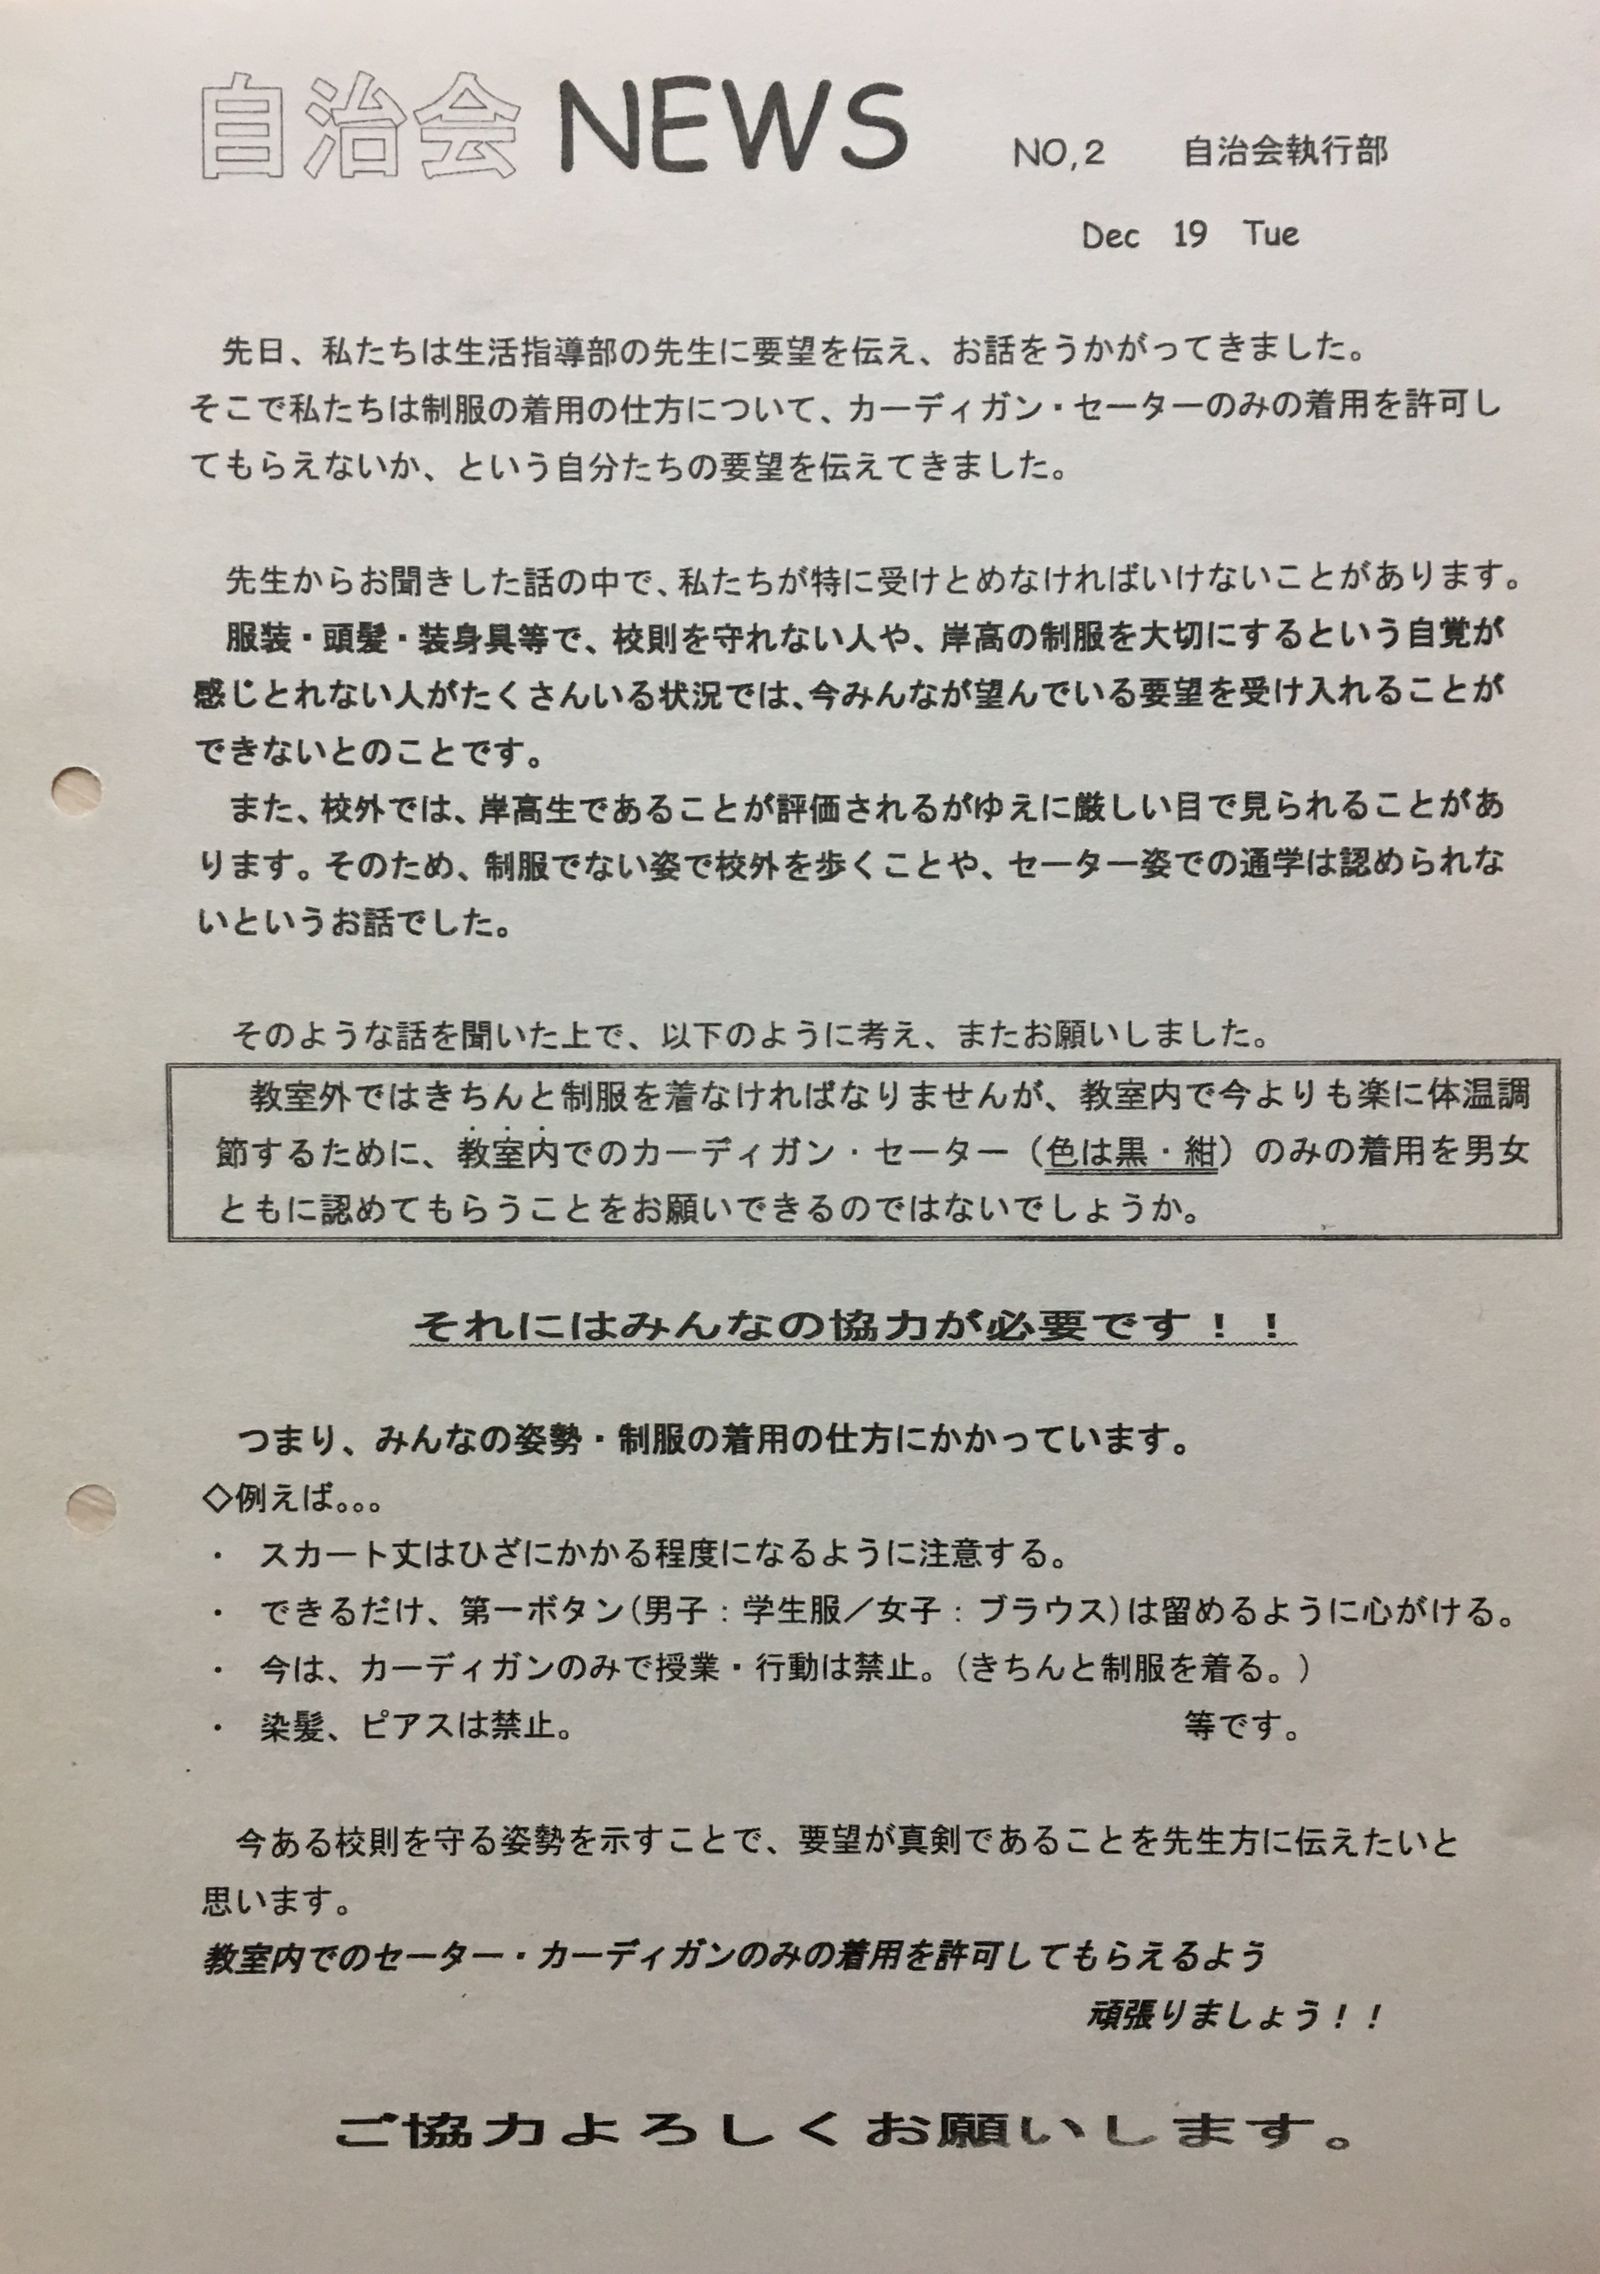 自治会 NEWS NO,2 自治会執行部
Dec 19 Tue
先日、私たちは生活指導部の先生に要望を伝え、お話をうかがってきました。
そこで私たちは制服の着用の仕方について、カーディガン・セーターのみの着用を許可し
てもらえないか、という自分たちの要望を伝えてきました。
先生からお聞きした話の中で、私たちが特に受けとめなければいけないことがあります。
服装・頭髪・装身具等で、校則を守れない人や、岸高の制服を大切にするという自覚が
感じとれない人がたくさんいる状況では、今みんなが望んでいる要望を受け入れることが
できないとのことです。
また、校外では、岸高生であることが評価されるがゆえに厳しい目で見られることがあ
ります。そのため、制服でない姿で校外を歩くことや、セーター姿での通学は認められな
いというお話でした。
そのような話を聞いた上で、以下のように考え、またお願いしました。
教室外ではきちんと制服を着なければなりませんが、教室内で今よりも楽に体温調
節するために、教室内でのカーディガン・セーター（色は黒・紺）のみの着用を男女
ともに認めてもらうことをお願いできるのではないでしょうか。
それにはみんなの協力が必要です！！
つまり、みんなの姿勢・制服の着用の仕方にかかっています。
◇例えば。。。
・ スカート丈はひざにかかる程度になるように注意する。
・ できるだけ、第一ボタン(男子：学生服／女子：ブラウス)は留めるように心がける。
・ 今は、カーディガンのみで授業・行動は禁止。（きちんと制服を着る。）
・ 染髪、ピアスは禁止。 等です。
今ある校則を守る姿勢を示すことで、要望が真剣であることを先生方に伝えたいと
思います。
教室内でのセーター・カーディガンのみの着用を許可してもらえるよう
頑張りましょう！！
ご協力よろしくお願いします。